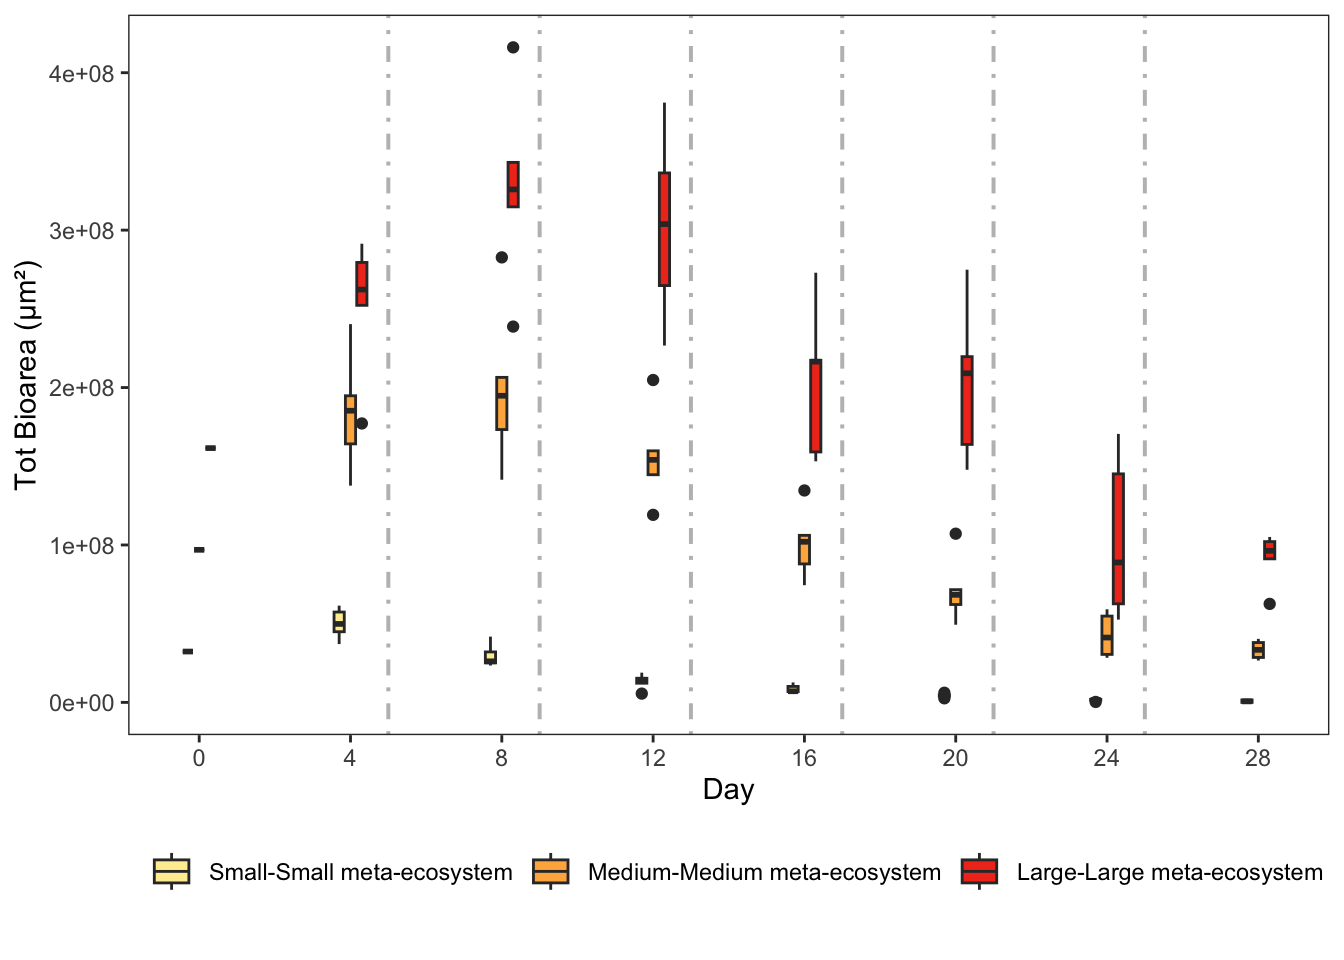 Tot Bioarea (µm²)
4e+08
3e+08
2e+08
1e+08
0e+00
0 4 8 12 16 20 24 28
Day
Small-Small meta-ecosystem Medium-Medium meta-ecosystem Large-Large meta-ecosystem